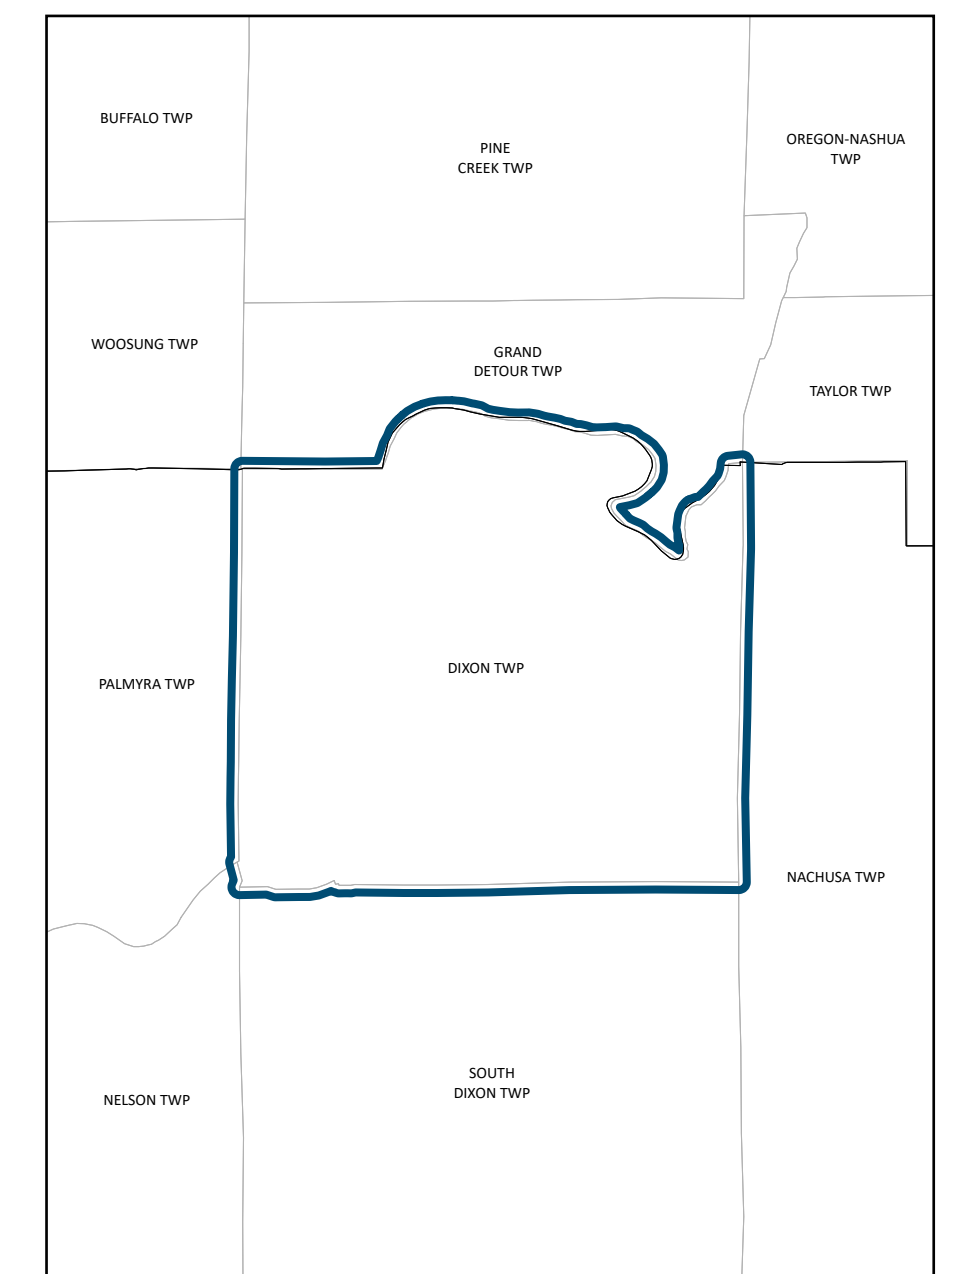 BUFFALO TWP
PINE
CREEK TWP
OREGON-NASHUA
TWP
WOOSUNG TWP
GRAND
DETOUR TWP
TAYLOR TWP
DIXON TWP
PALMYRA TWP
NACHUSA TWP
SOUTH
DIXON TWP
NELSON TWP